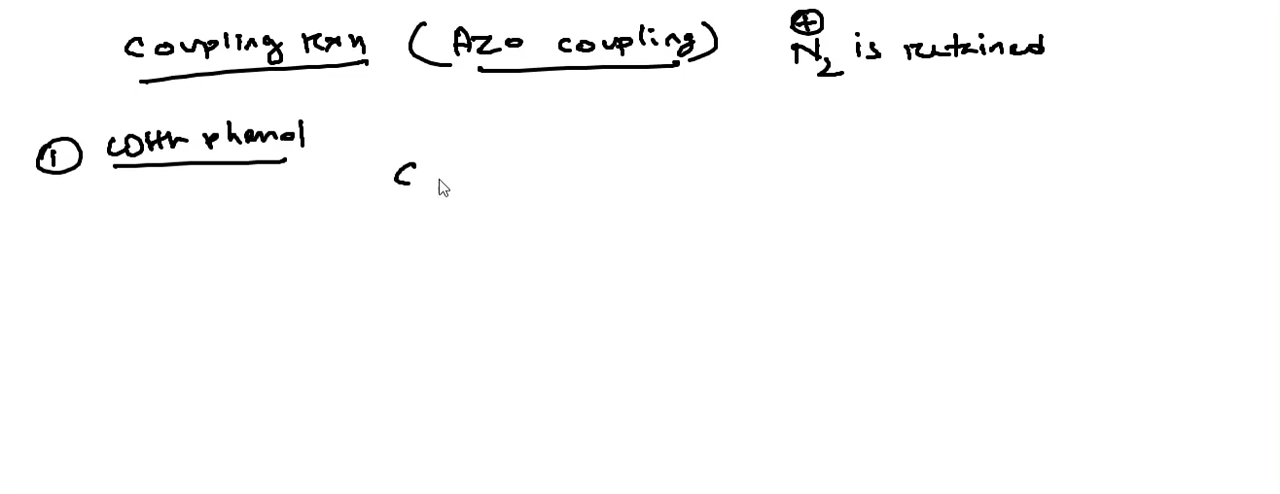 Coupling rxn (Azo coupling) N₂⊕ is retained
① with phenol
C